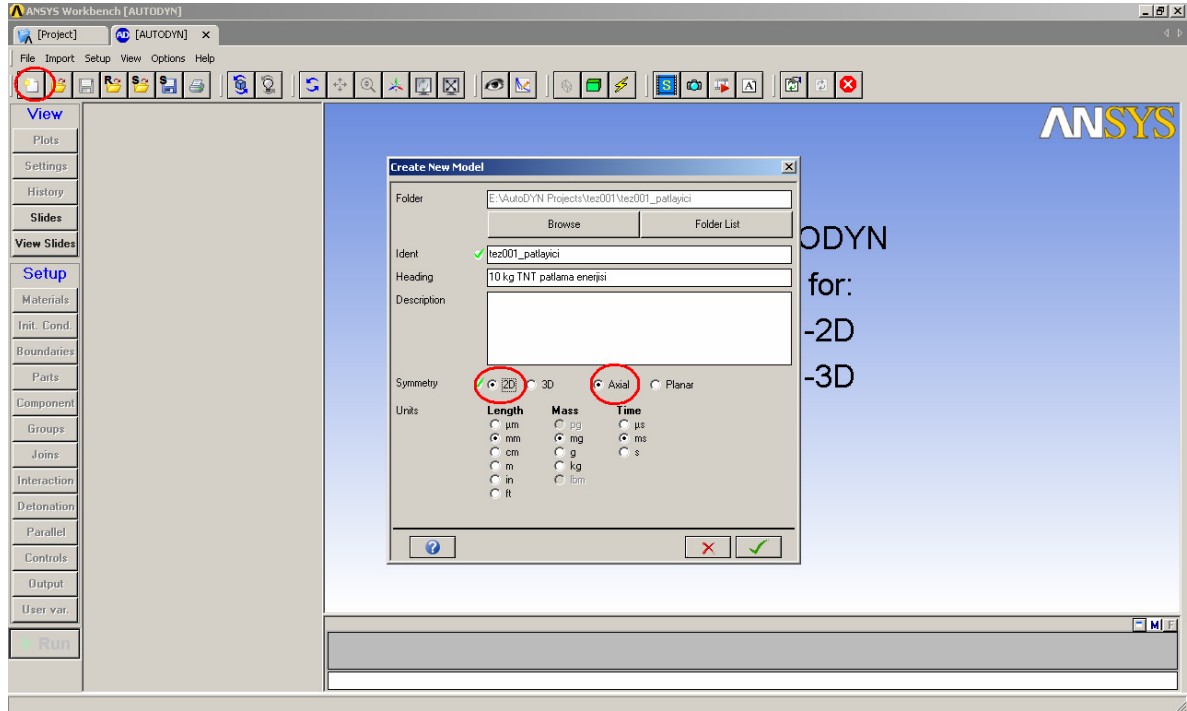 ANSYS Workbench [AUTODYN]
[Project]
AD [AUTODYN] ×
File Import Setup View Options Help
View
Plots
Settings
History
Slides
View Slides
Setup
Materials
Init. Cond.
Boundaries
Parts
Component
Groups
Joins
Interaction
Detonation
Parallel
Controls
Output
User var.
Run
ANSYS
ODYN
for:
-2D
-3D
Create New Model
Folder E:\AutoDYN Projects\tez001\tez001_patlayici
Browse Folder List
Ident tez001_patlayici
Heading 10 kg TNT patlama enerjisi
Description
Symmetry 2D 3D Axial Planar
Units Length Mass Time
µm pg µs
mm mg ms
cm g s
m kg
in lbm
ft
M F